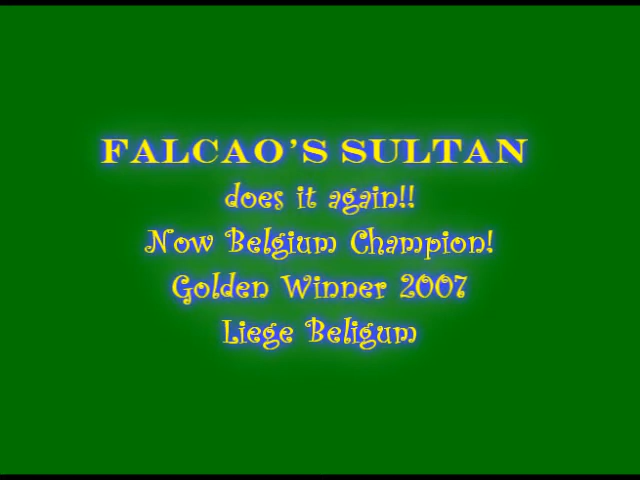 FALCAO'S SULTAN
does it again!!
Now Belgium Champion!
Golden Winner 2007
Liege Beligum